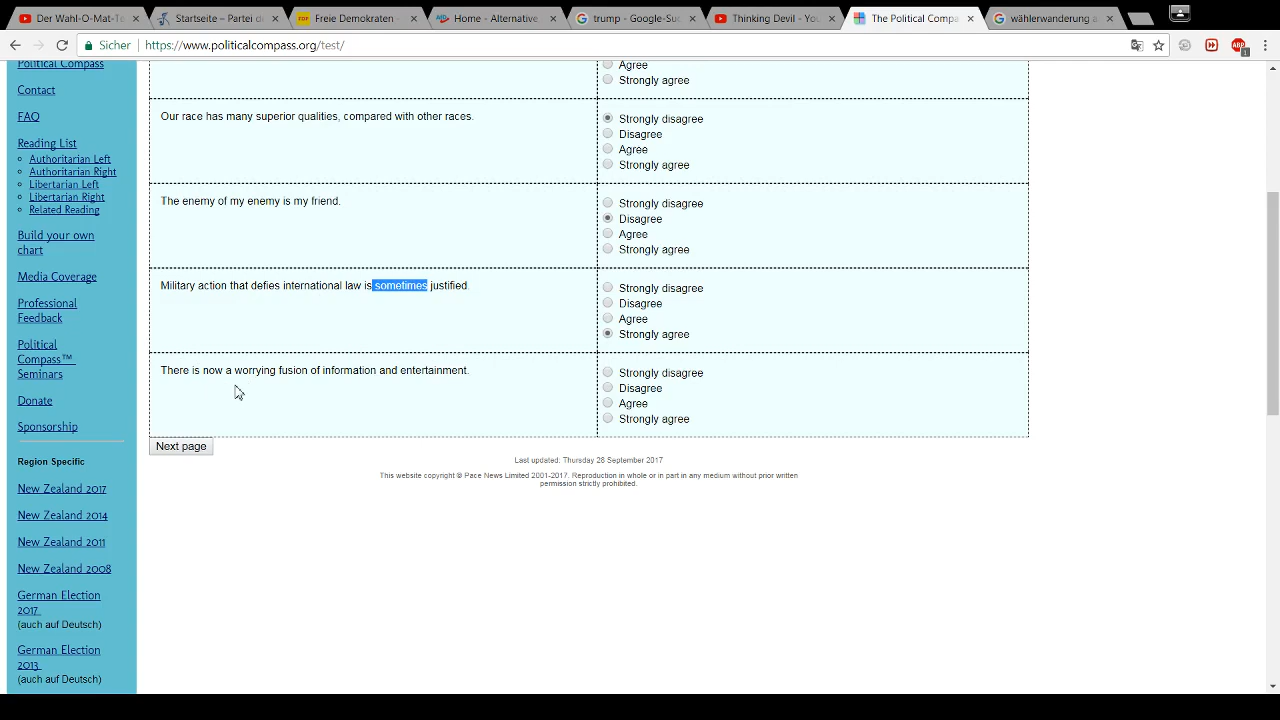 Der Wahl-O-Mat-Te
Startseite – Partei de
FDP Freie Demokraten -
AfD Home - Alternative
trump - Google-Suc
Thinking Devil - You
The Political Compa
wählerwanderung a
Sicher
https://www.politicalcompass.org/test/
ABP
1
Political Compass
Contact
FAQ
Reading List
Authoritarian Left
Authoritarian Right
Libertarian Left
Libertarian Right
Related Reading
Build your own
chart
Media Coverage
Professional
Feedback
Political
Compass™
Seminars
Donate
Sponsorship
Region Specific
New Zealand 2017
New Zealand 2014
New Zealand 2011
New Zealand 2008
German Election
2017
(auch auf Deutsch)
German Election
2013
(auch auf Deutsch)
Agree
Strongly agree
Our race has many superior qualities, compared with other races.
Strongly disagree
Disagree
Agree
Strongly agree
The enemy of my enemy is my friend.
Strongly disagree
Disagree
Agree
Strongly agree
Military action that defies international law is sometimes justified.
Strongly disagree
Disagree
Agree
Strongly agree
There is now a worrying fusion of information and entertainment.
Strongly disagree
Disagree
Agree
Strongly agree
Next page
Last updated: Thursday 28 September 2017
This website copyright © Pace News Limited 2001-2017. Reproduction in whole or in part in any medium without prior written
permission strictly prohibited.